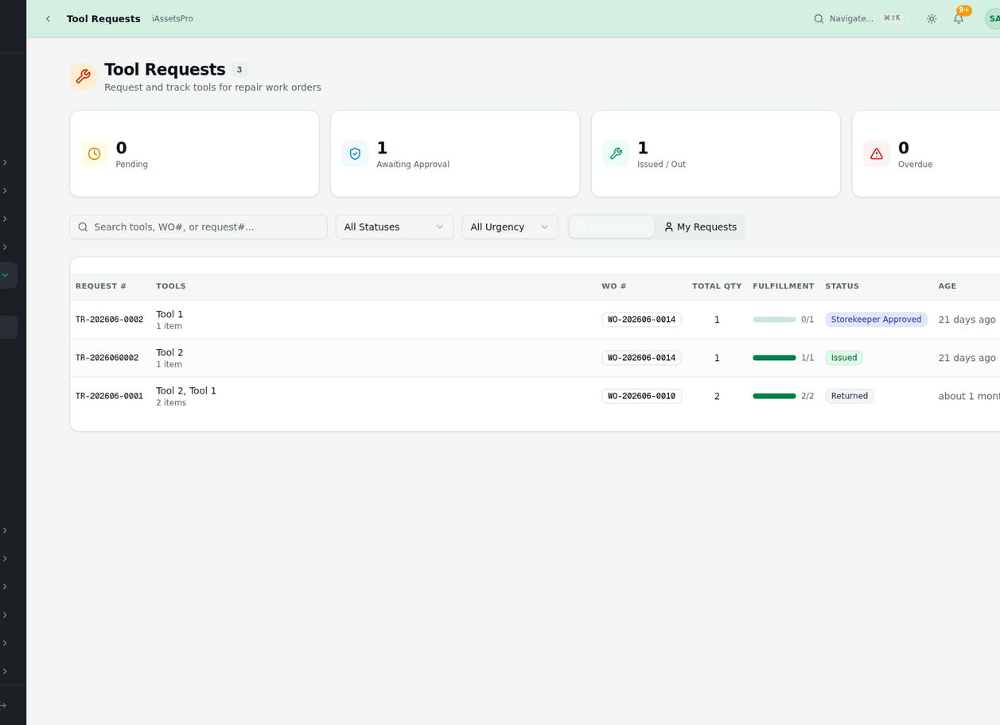 Tool Requests iAssetsPro Navigate... ⌘⇧K 9+ SA
Tool Requests 3
Request and track tools for repair work orders
0 Pending
1 Awaiting Approval
1 Issued / Out
0 Overdue
Search tools, WO#, or request#... All Statuses All Urgency All Requests My Requests
REQUEST # TOOLS WO # TOTAL QTY FULFILLMENT STATUS AGE
TR-202606-0002 Tool 1 1 item WO-202606-0014 1 0/1 Storekeeper Approved 21 days ago
TR-2026060002 Tool 2 1 item WO-202606-0014 1 1/1 Issued 21 days ago
TR-202606-0001 Tool 2, Tool 1 2 items WO-202606-0010 2 2/2 Returned about 1 mont